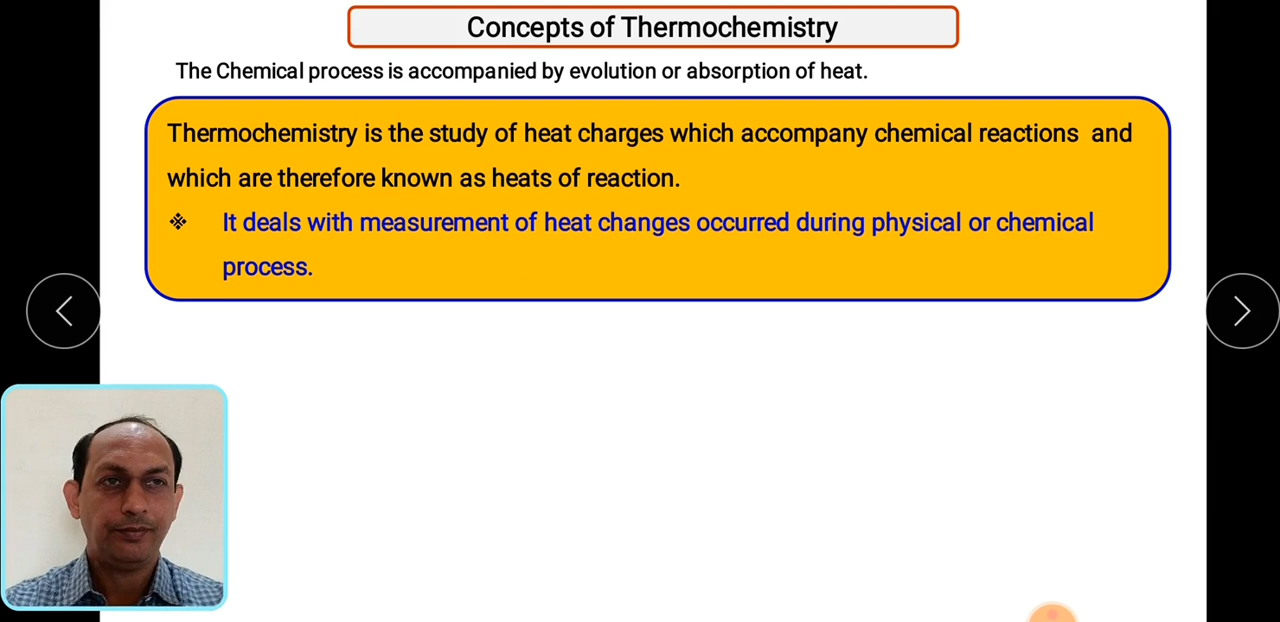 Concepts of Thermochemistry
The Chemical process is accompanied by evolution or absorption of heat.
Thermochemistry is the study of heat charges which accompany chemical reactions and
which are therefore known as heats of reaction.
❖ It deals with measurement of heat changes occurred during physical or chemical
process.